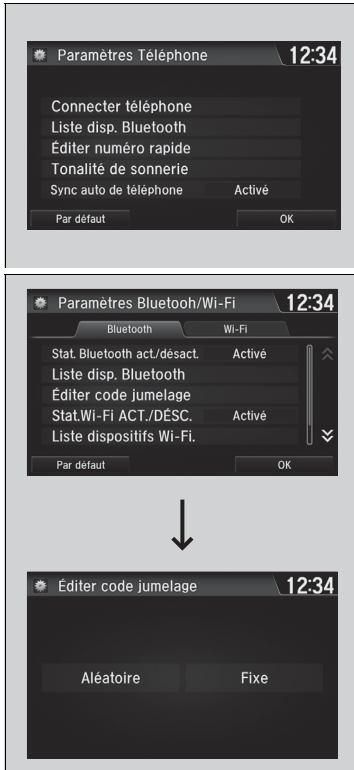 Paramètres Téléphone 12:34
Connecter téléphone
Liste disp. Bluetooth
Éditer numéro rapide
Tonalité de sonnerie
Sync auto de téléphone Activé
Par défaut OK
Paramètres Bluetooh/Wi-Fi 12:34
Bluetooth Wi-Fi
Stat. Bluetooth act./désact. Activé
Liste disp. Bluetooth
Éditer code jumelage
Stat.Wi-Fi ACT./DÉSC. Activé
Liste dispositifs Wi-Fi.
Par défaut OK
Éditer code jumelage 12:34
Aléatoire Fixe